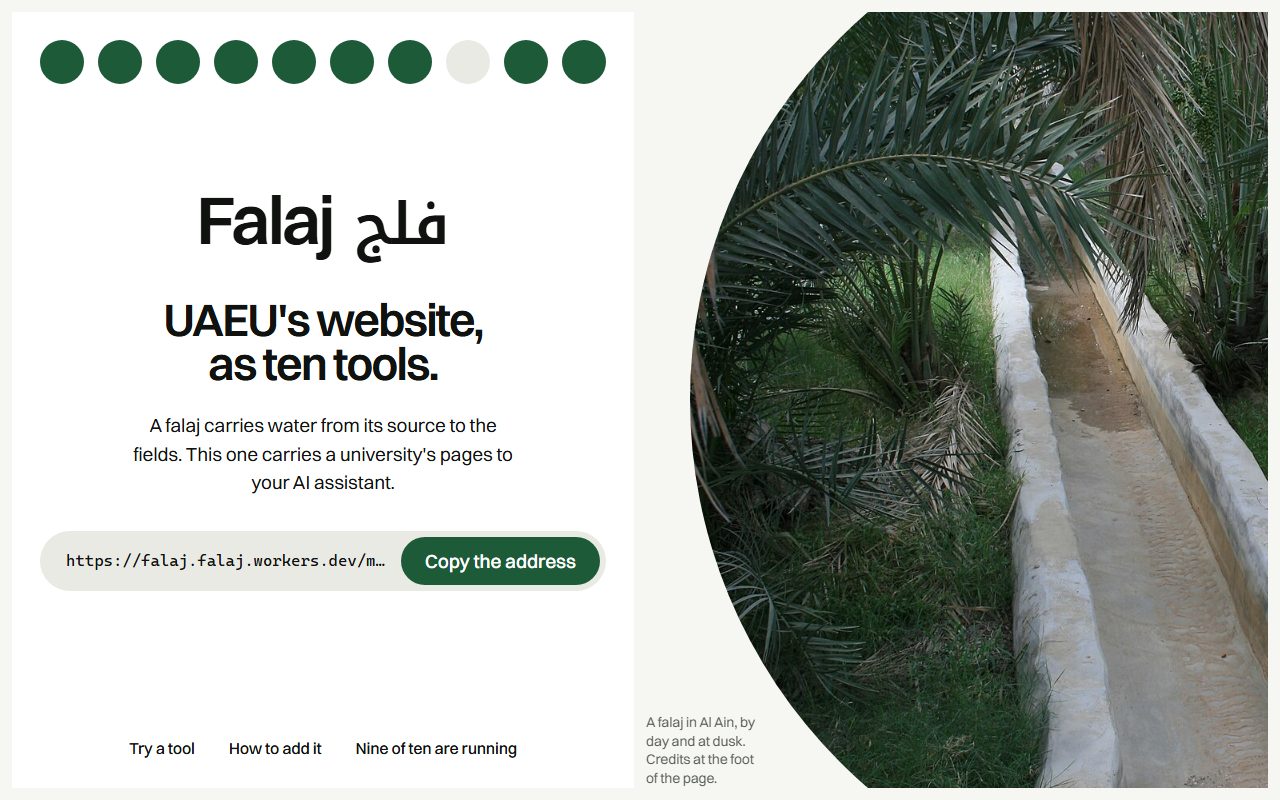 Falaj فلج
UAEU's website,
as ten tools.
A falaj carries water from its source to the
fields. This one carries a university's pages to
your AI assistant.
https://falaj.falaj.workers.dev/m…
Copy the address
Try a tool
How to add it
Nine of ten are running
A falaj in Al Ain, by
day and at dusk.
Credits at the foot
of the page.